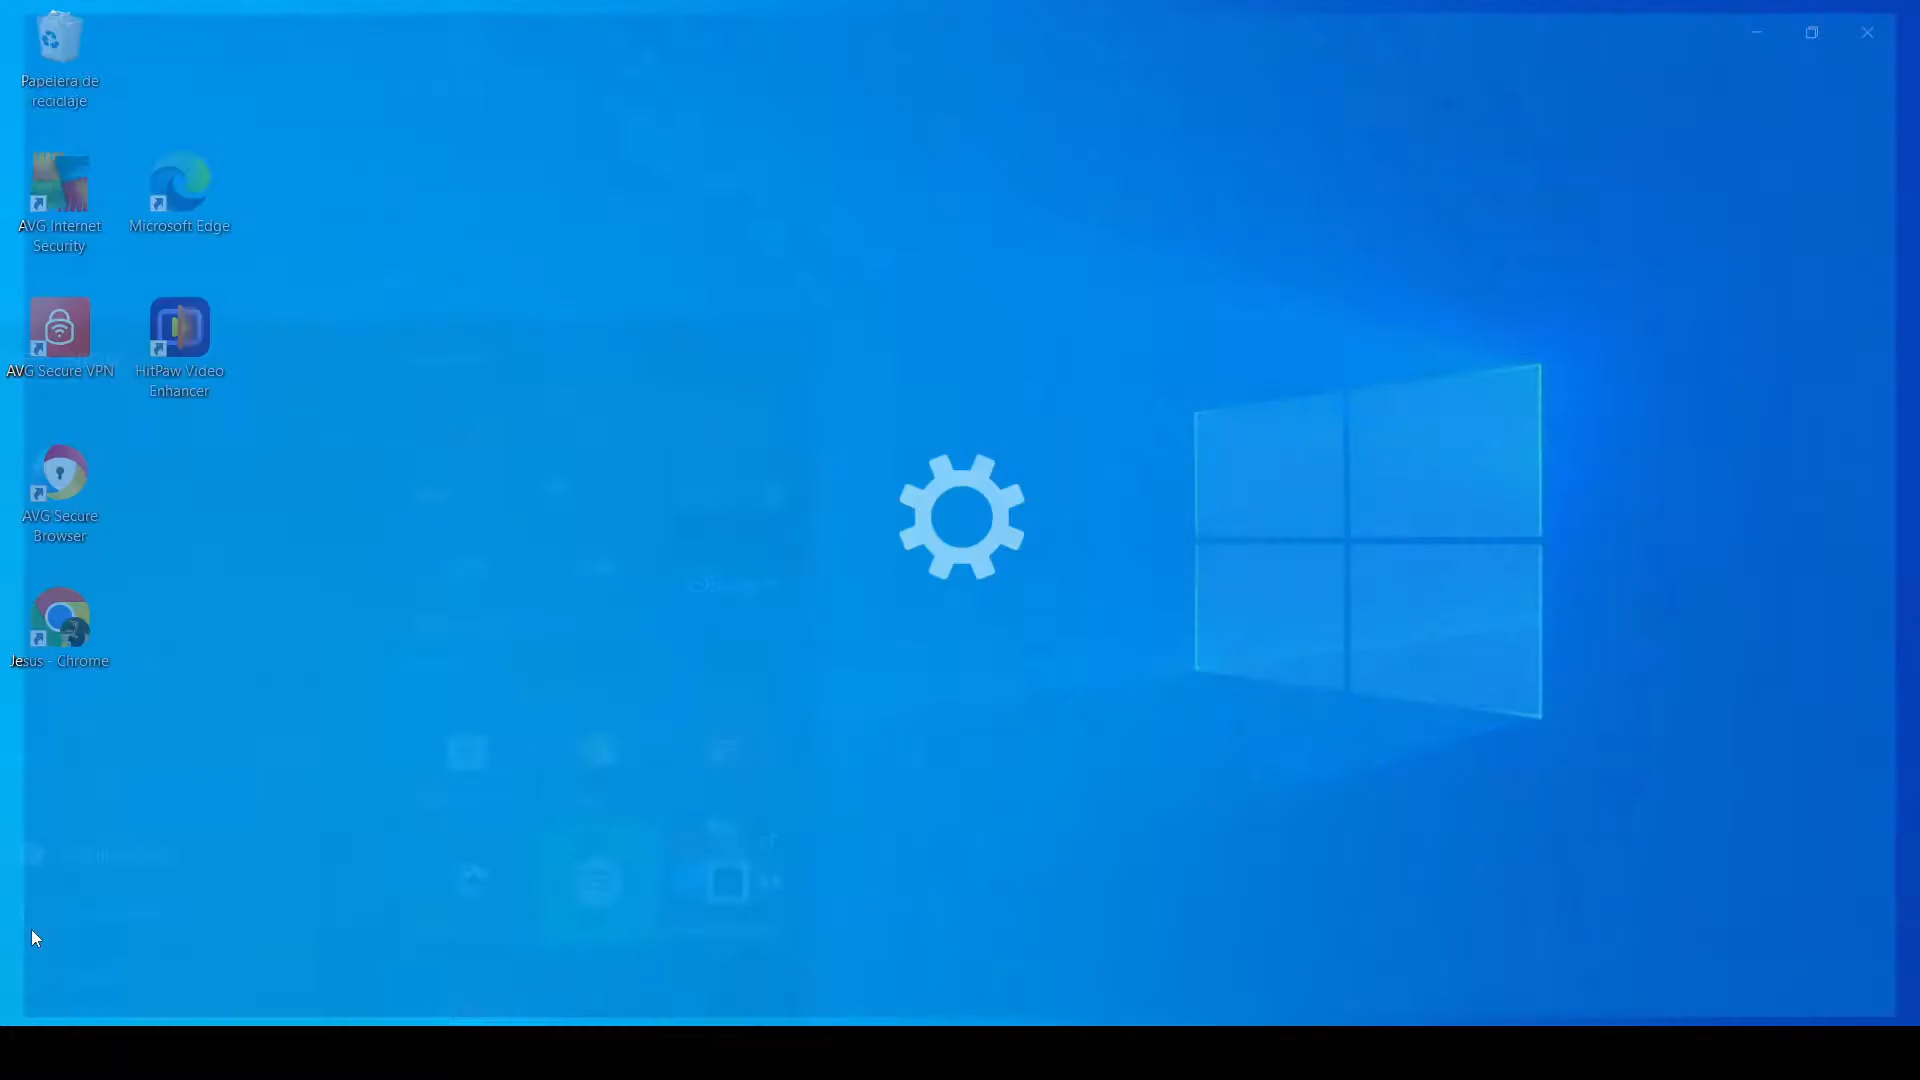 Papelera de
reciclaje
AVG Internet
Security
Microsoft Edge
AVG Secure VPN
HitPaw Video
Enhancer
AVG Secure
Browser
Jesus - Chrome